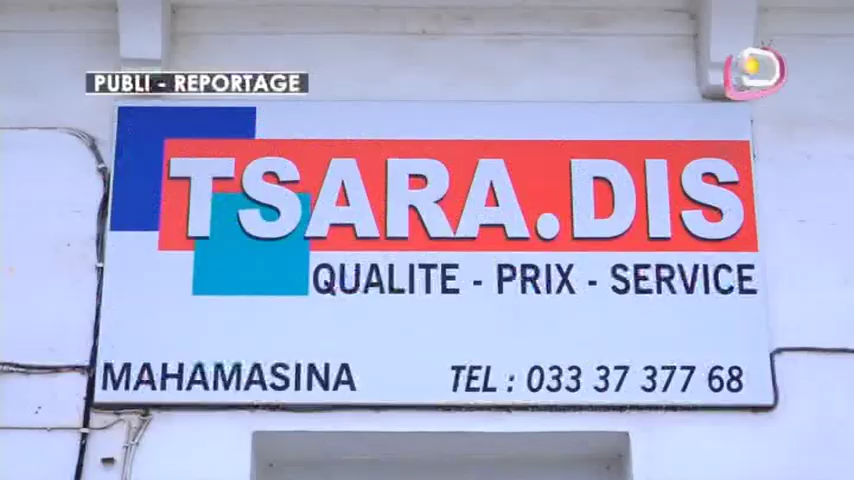 PUBLI - REPORTAGE
TSARA.DIS
QUALITE - PRIX - SERVICE
MAHAMASINA
TEL : 033 37 377 68